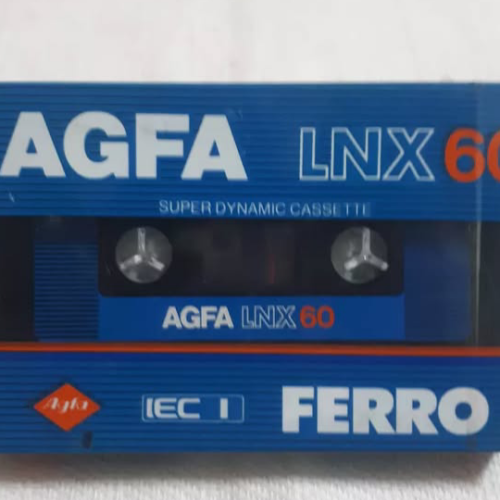 AGFA LNX 60
SUPER DYNAMIC CASSETTE
AGFA LNX 60
Agfa IEC I FERRO